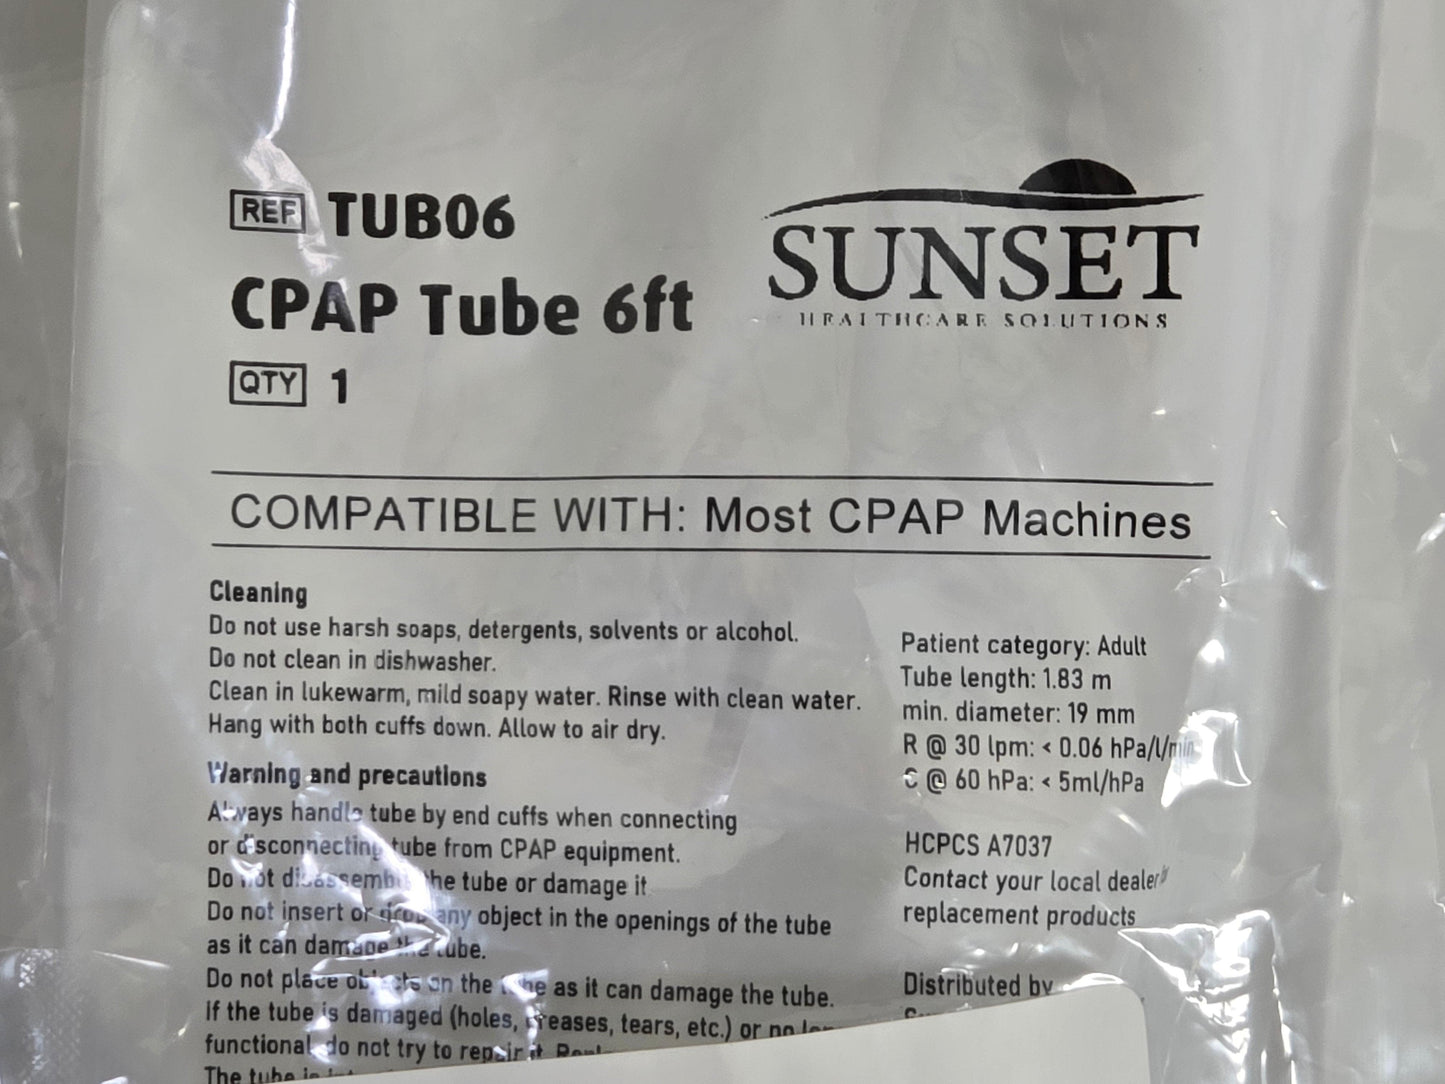 REF TUB06
CPAP Tube 6ft
QTY 1
SUNSET
HEALTHCARE SOLUTIONS
COMPATIBLE WITH: Most CPAP Machines
Cleaning
Do not use harsh soaps, detergents, solvents or alcohol.
Do not clean in dishwasher.
Clean in lukewarm, mild soapy water. Rinse with clean water.
Hang with both cuffs down. Allow to air dry.
Warning and precautions
Always handle tube by end cuffs when connecting
or disconnecting tube from CPAP equipment.
Do not disassemble the tube or damage it
Do not insert or drop any object in the openings of the tube
as it can damage the tube.
Do not place objects on the tube as it can damage the tube.
If the tube is damaged (holes, creases, tears, etc.) or no
functional, do not try to repair it.
The tube is
Patient category: Adult
Tube length: 1.83 m
min. diameter: 19 mm
R @ 30 lpm: < 0.06 hPa/l/min
C @ 60 hPa: < 5ml/hPa
HCPCS A7037
Contact your local dealer
replacement products
Distributed by